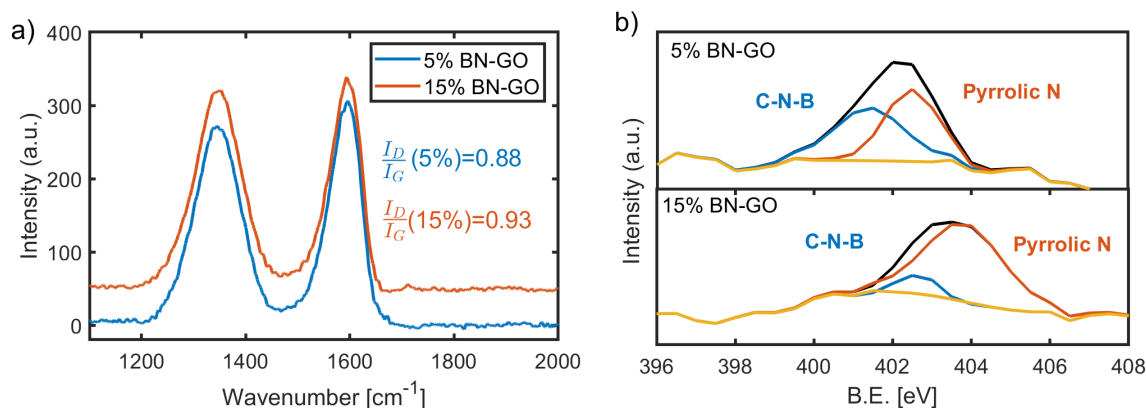 a)
400
300
200
100
0
Intensity (a.u.)
5% BN-GO
15% BN-GO
I_D/I_G(5%)=0.88
I_D/I_G(15%)=0.93
1200 1400 1600 1800 2000
Wavenumber [cm⁻¹]
b)
5% BN-GO
C-N-B
Pyrrolic N
15% BN-GO
C-N-B
Pyrrolic N
Intensity (a.u.)
396 398 400 402 404 406 408
B.E. [eV]